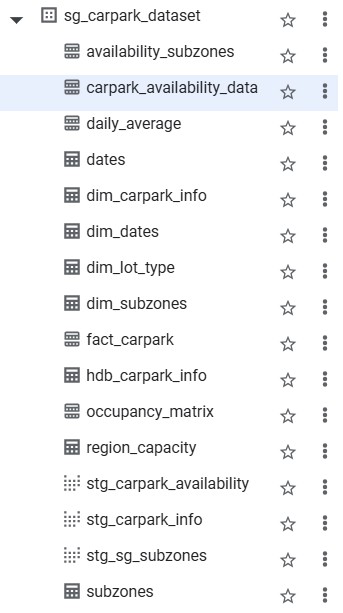 sg_carpark_dataset
availability_subzones
carpark_availability_data
daily_average
dates
dim_carpark_info
dim_dates
dim_lot_type
dim_subzones
fact_carpark
hdb_carpark_info
occupancy_matrix
region_capacity
stg_carpark_availability
stg_carpark_info
stg_sg_subzones
subzones